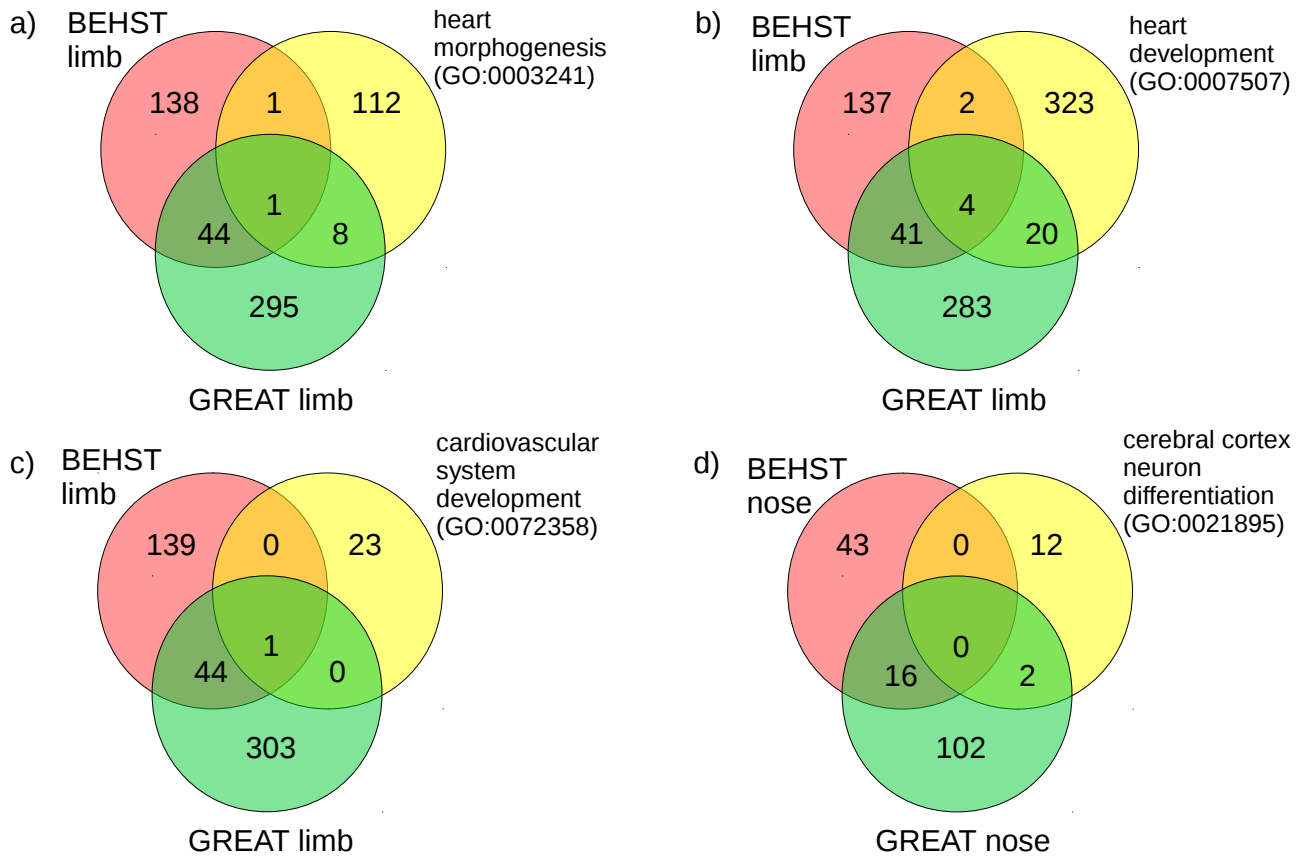 a)
BEHST
limb
heart
morphogenesis
(GO:0003241)
138
1
112
1
44
8
295
GREAT limb
b)
BEHST
limb
heart
development
(GO:0007507)
137
2
323
4
41
20
283
GREAT limb
c)
BEHST
limb
cardiovascular
system
development
(GO:0072358)
139
0
23
1
44
0
303
GREAT limb
d)
BEHST
nose
cerebral cortex
neuron
differentiation
(GO:0021895)
43
0
12
0
16
2
102
GREAT nose